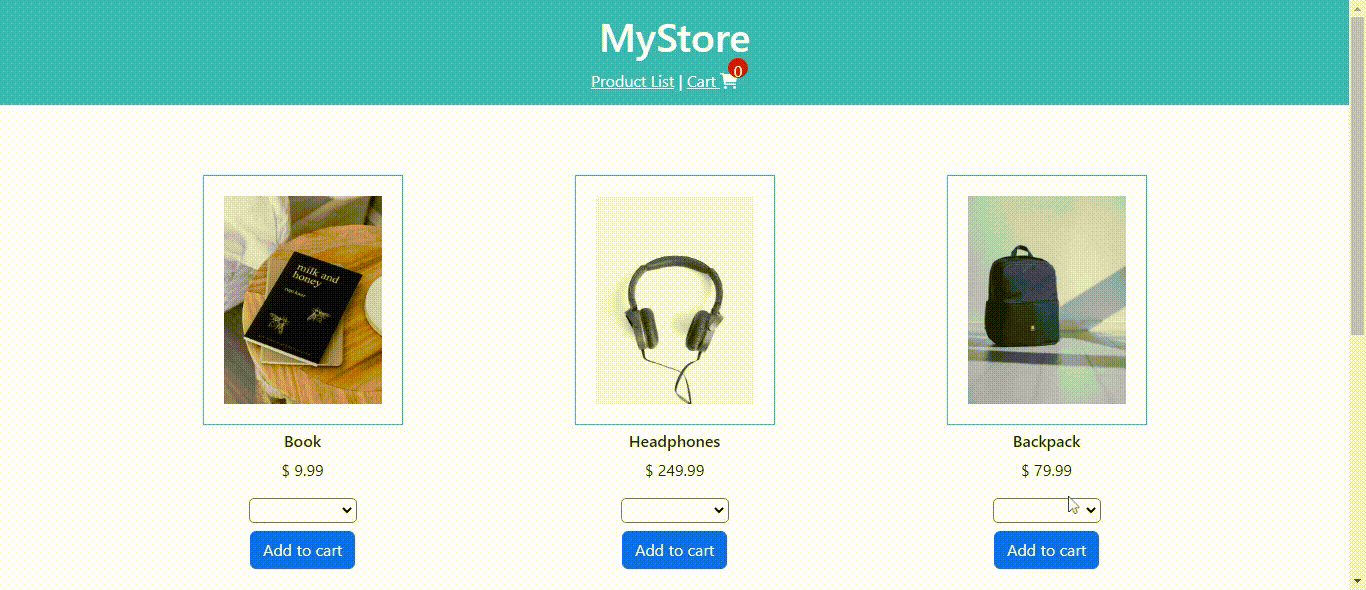 MyStore
Product List | Cart 0
milk and
honey
Book
Headphones
Backpack
$ 9.99
$ 249.99
$ 79.99
Add to cart
Add to cart
Add to cart